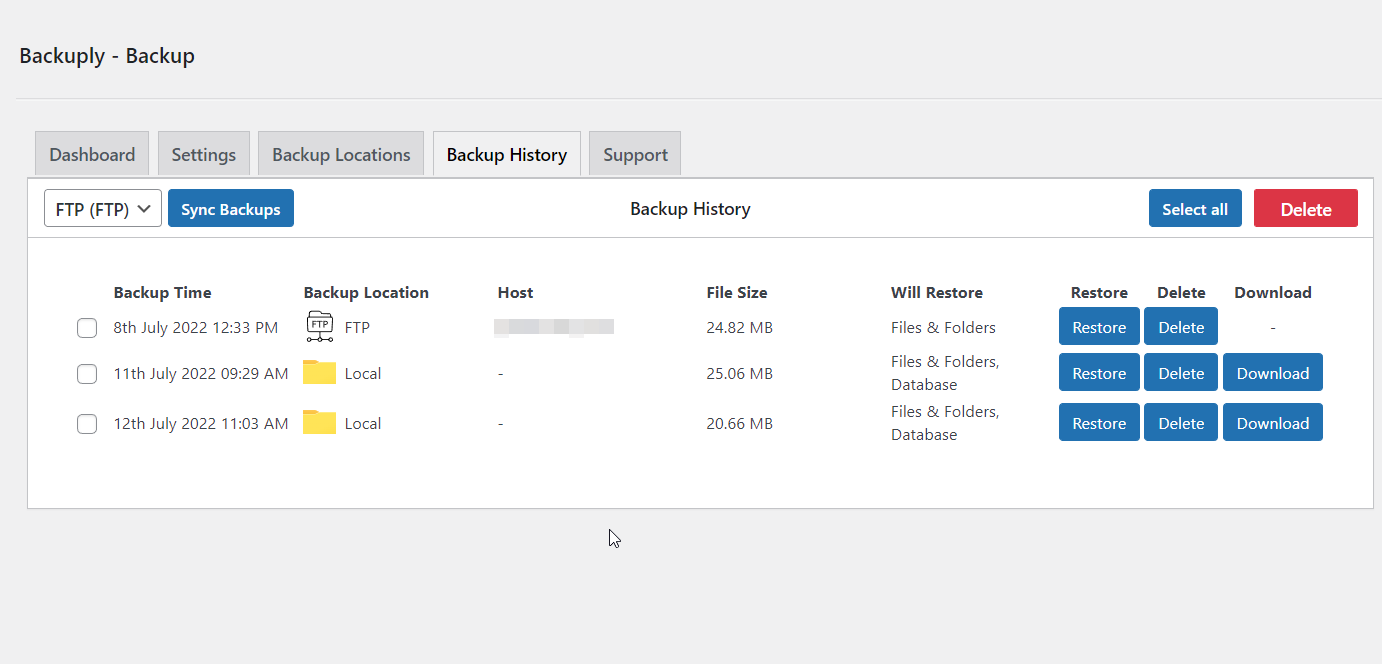 Backuply - Backup
Dashboard Settings Backup Locations Backup History Support
FTP (FTP) Sync Backups Backup History Select all Delete
Backup Time Backup Location Host File Size Will Restore Restore Delete Download
8th July 2022 12:33 PM FTP FTP 24.82 MB Files & Folders Restore Delete -
11th July 2022 09:29 AM Local - 25.06 MB Files & Folders, Database Restore Delete Download
12th July 2022 11:03 AM Local - 20.66 MB Files & Folders, Database Restore Delete Download